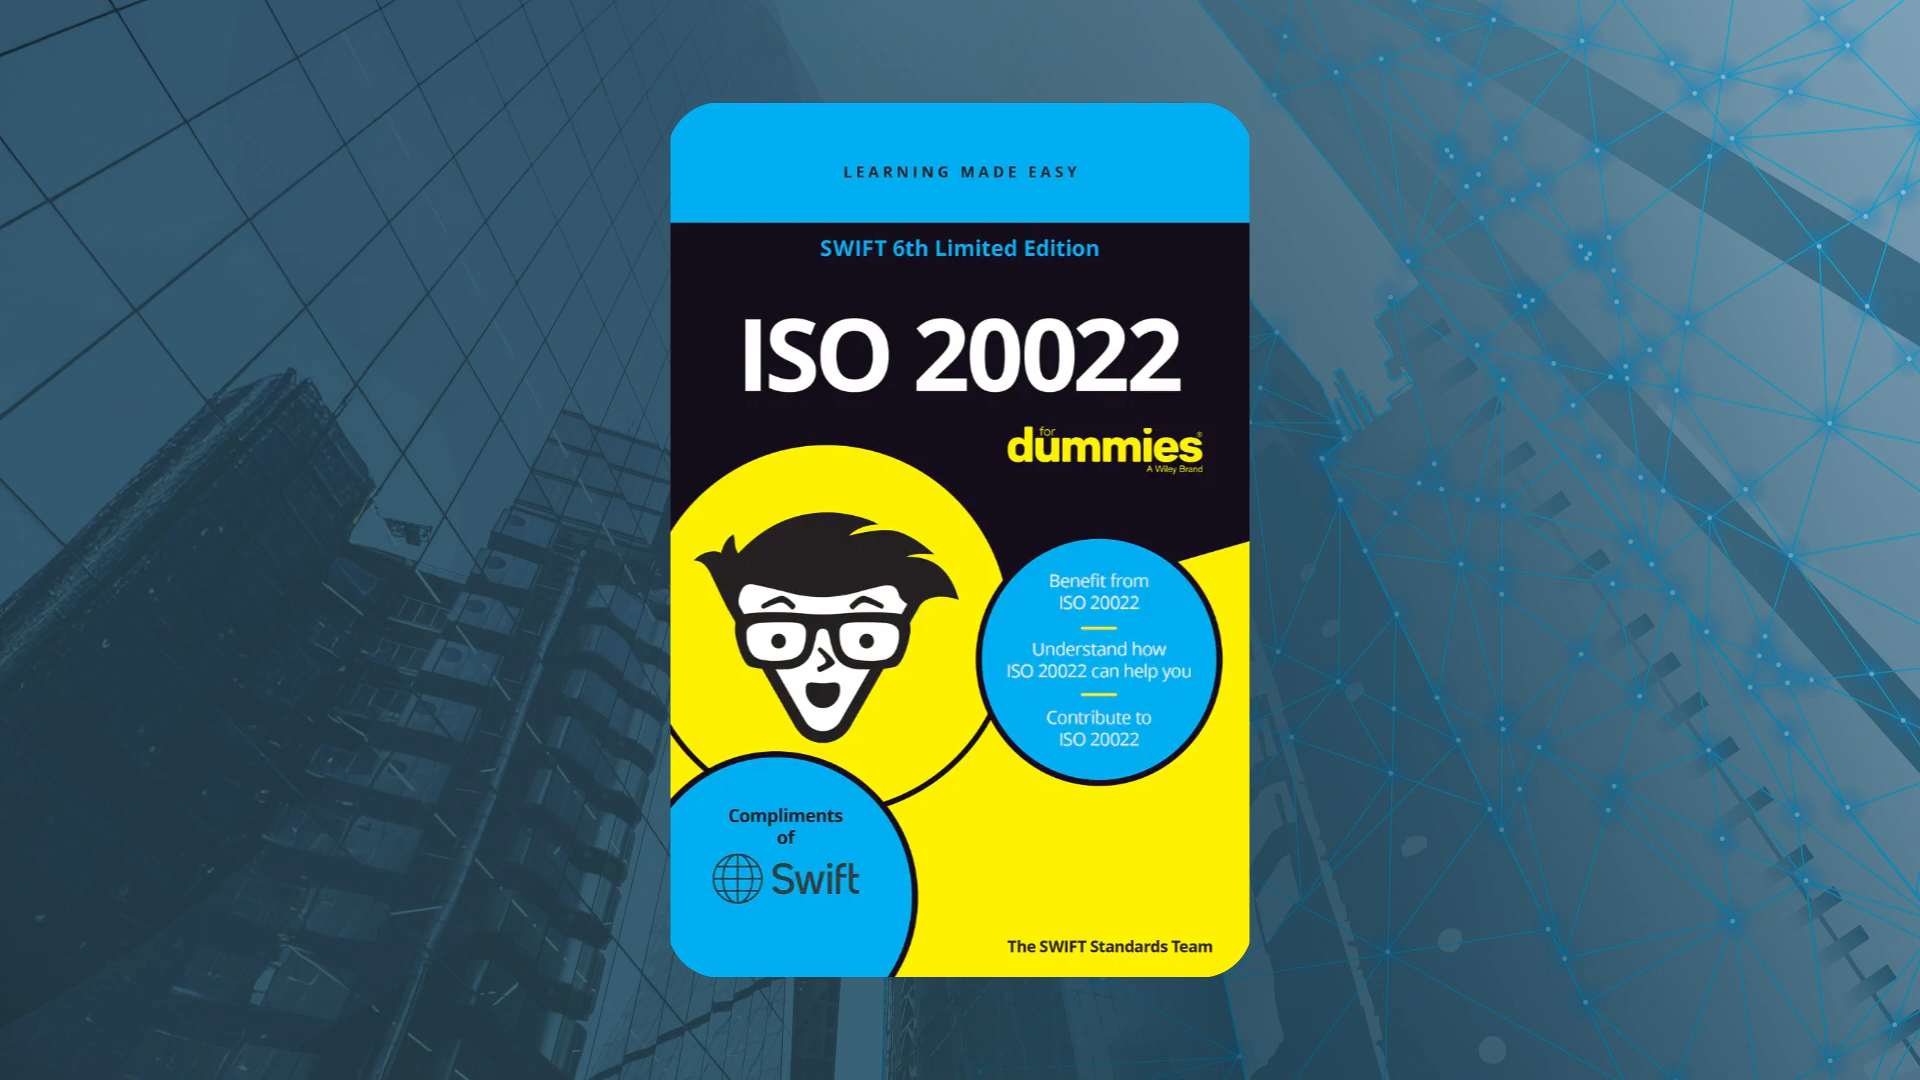 LEARNING MADE EASY
SWIFT 6th Limited Edition
ISO 20022
for
dummies®
A Wiley Brand
Benefit from
ISO 20022
Understand how
ISO 20022 can help you
Contribute to
ISO 20022
Compliments
of
Swift
The SWIFT Standards Team